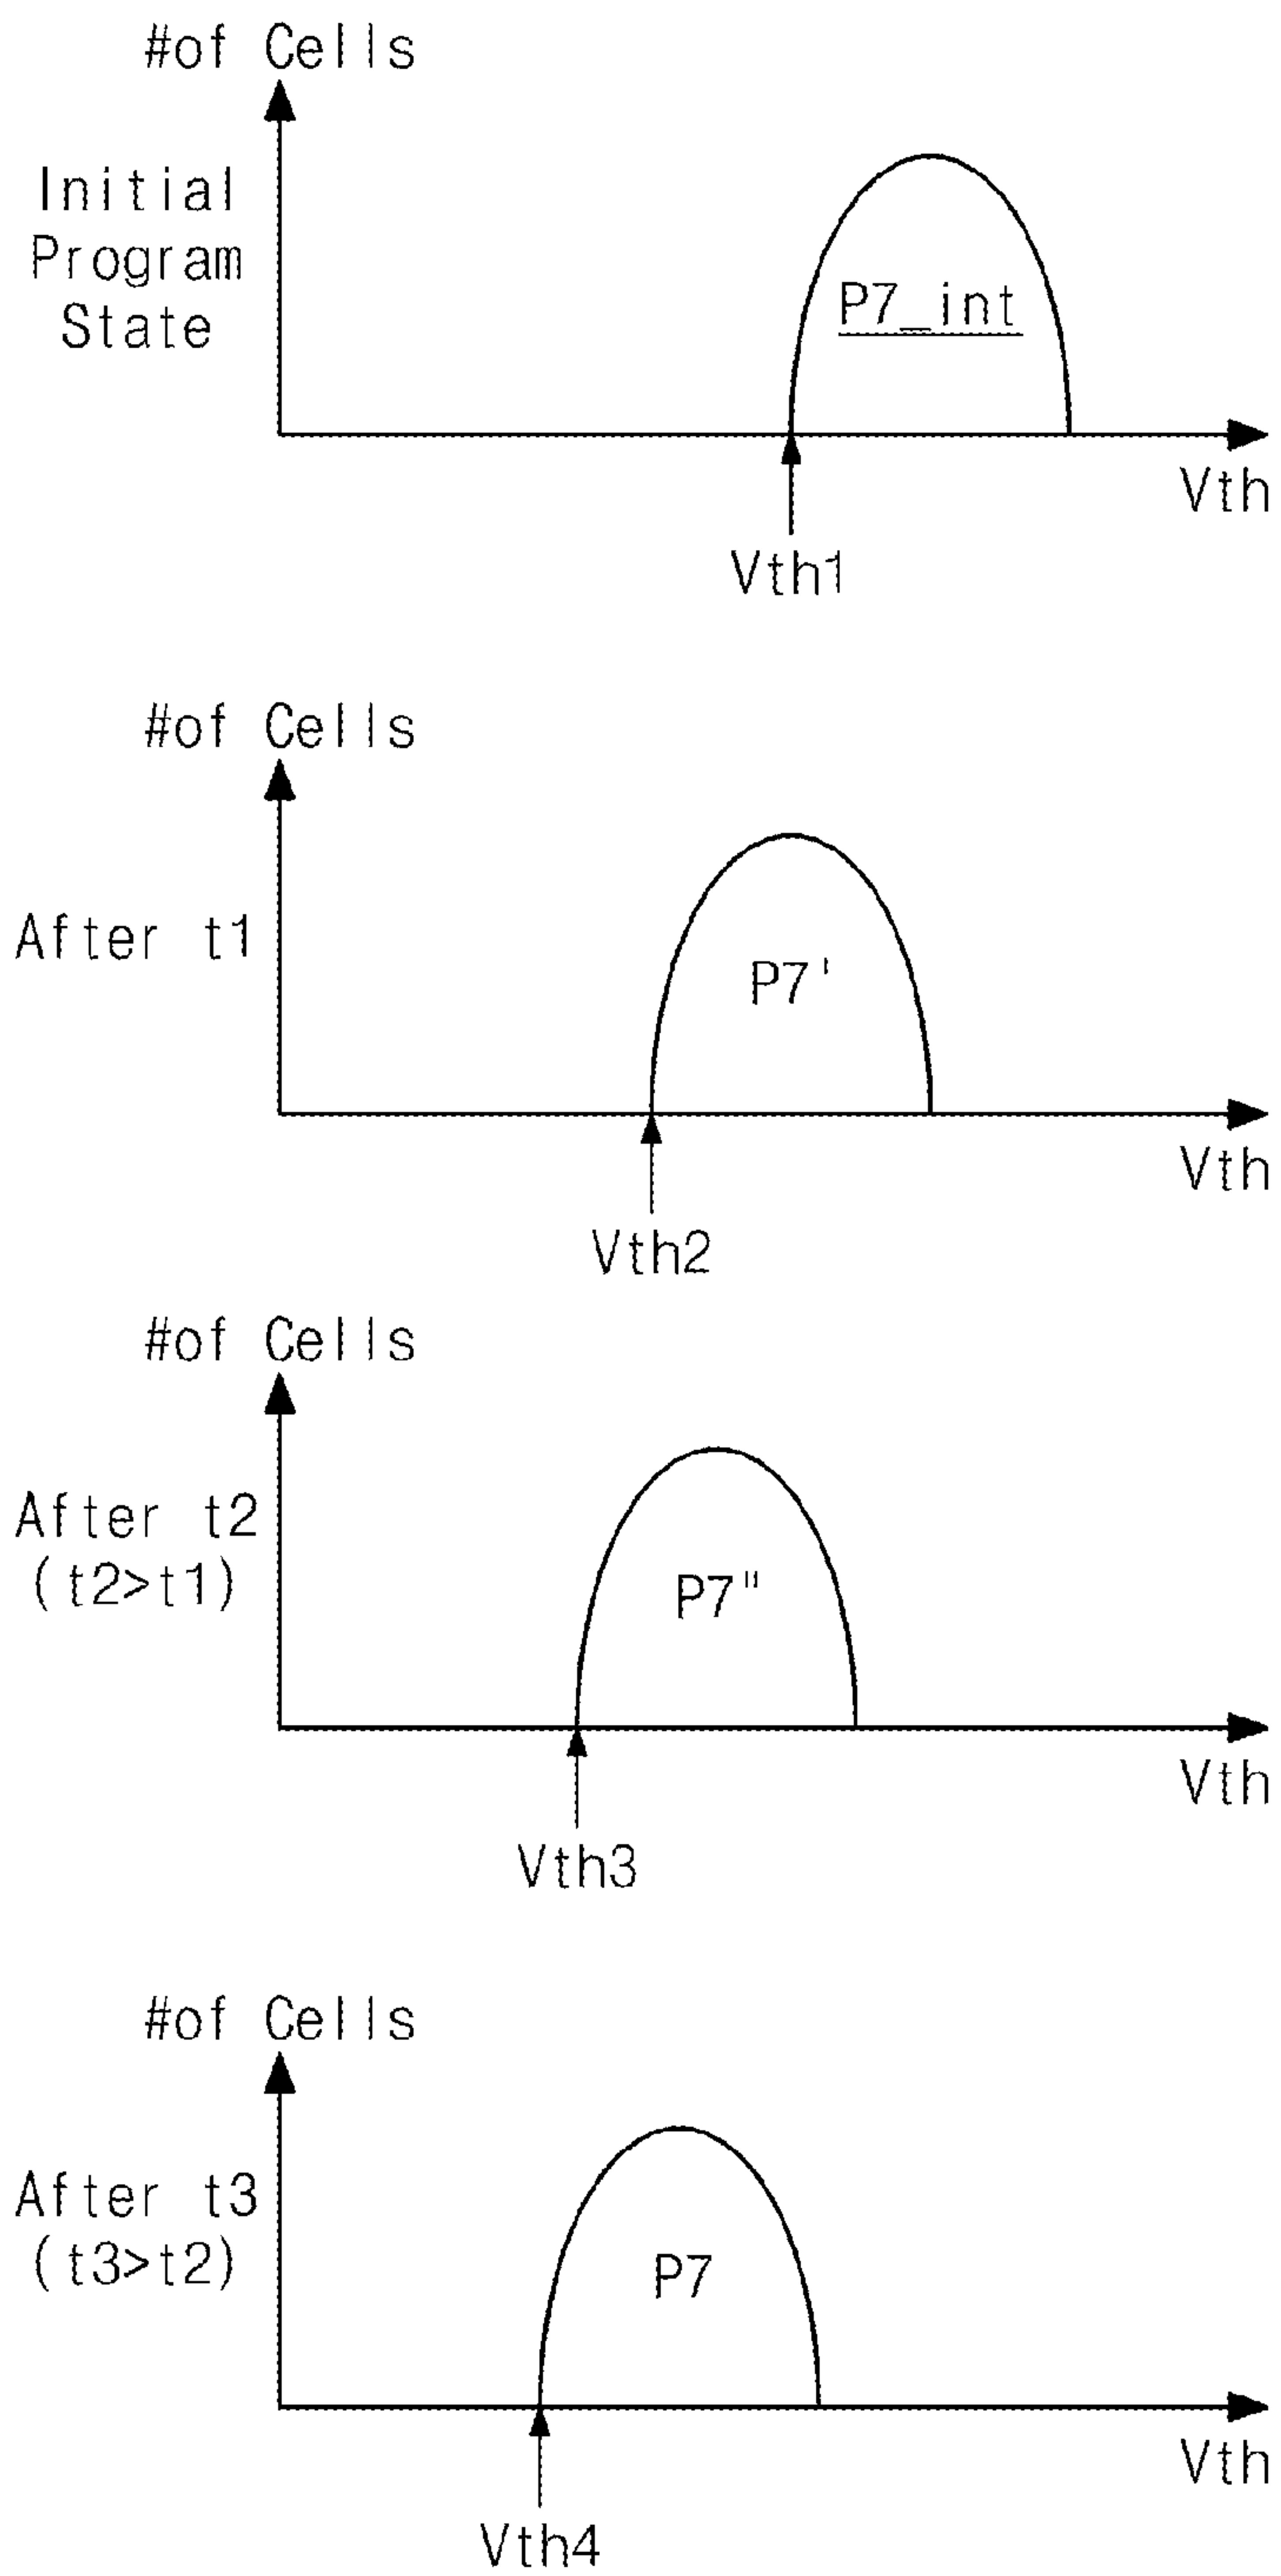 #of Cells
Initial
Program
State
P7_int
Vth
Vth1
#of Cells
After t1
P7'
Vth
Vth2
#of Cells
After t2
(t2>t1)
P7"
Vth
Vth3
#of Cells
After t3
(t3>t2)
P7
Vth
Vth4